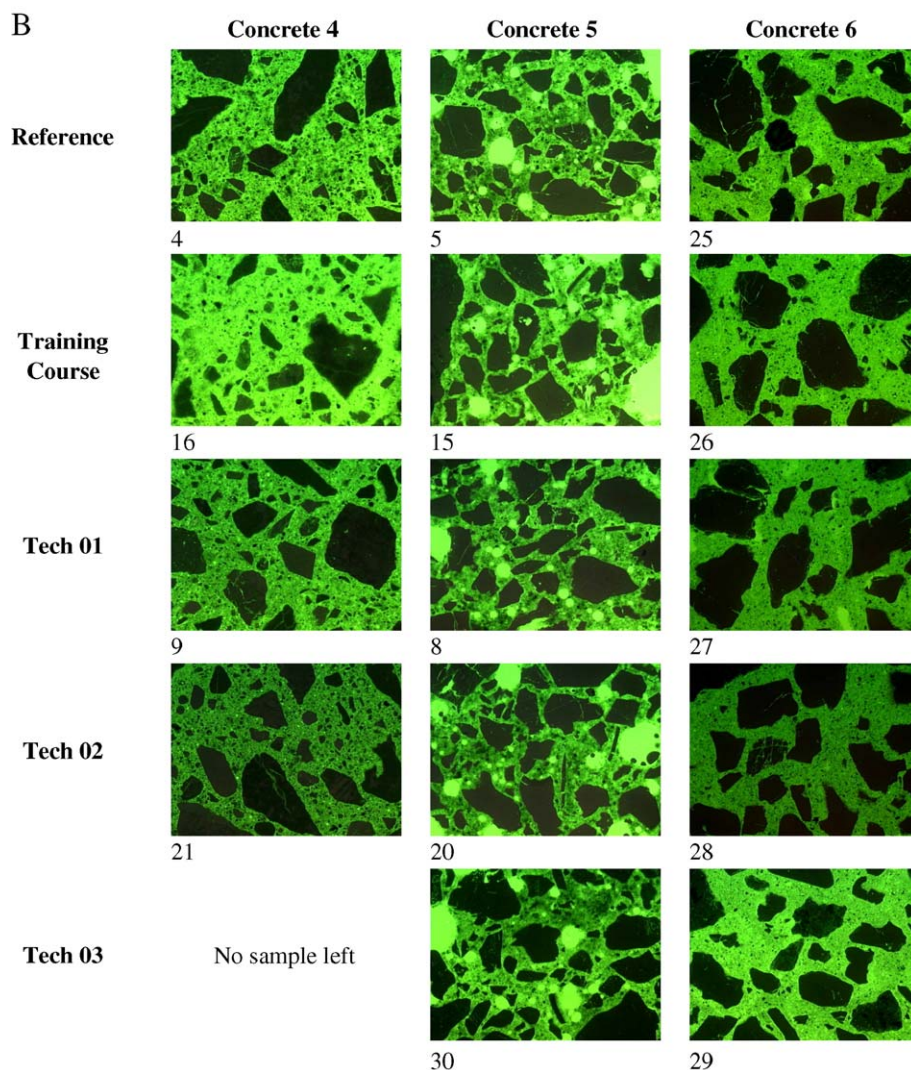 B
Concrete 4 Concrete 5 Concrete 6
Reference
4 5 25
Training
Course
16 15 26
Tech 01
9 8 27
Tech 02
21 20 28
Tech 03
No sample left
30 29